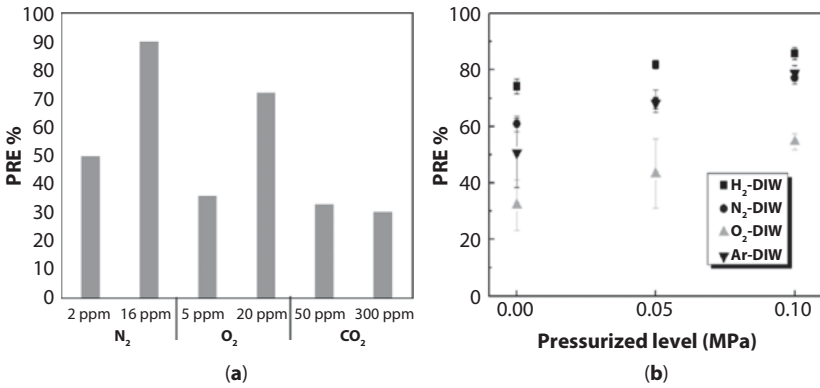 100
90
80
70
60
50
40
30
20
10
0
PRE %
2 ppm 16 ppm 5 ppm 20 ppm 50 ppm 300 ppm
N₂ O₂ CO₂
(a)
100
80
60
40
20
0
PRE %
H₂-DIW
N₂-DIW
O₂-DIW
Ar-DIW
0.00 0.05 0.10
Pressurized level (MPa)
(b)